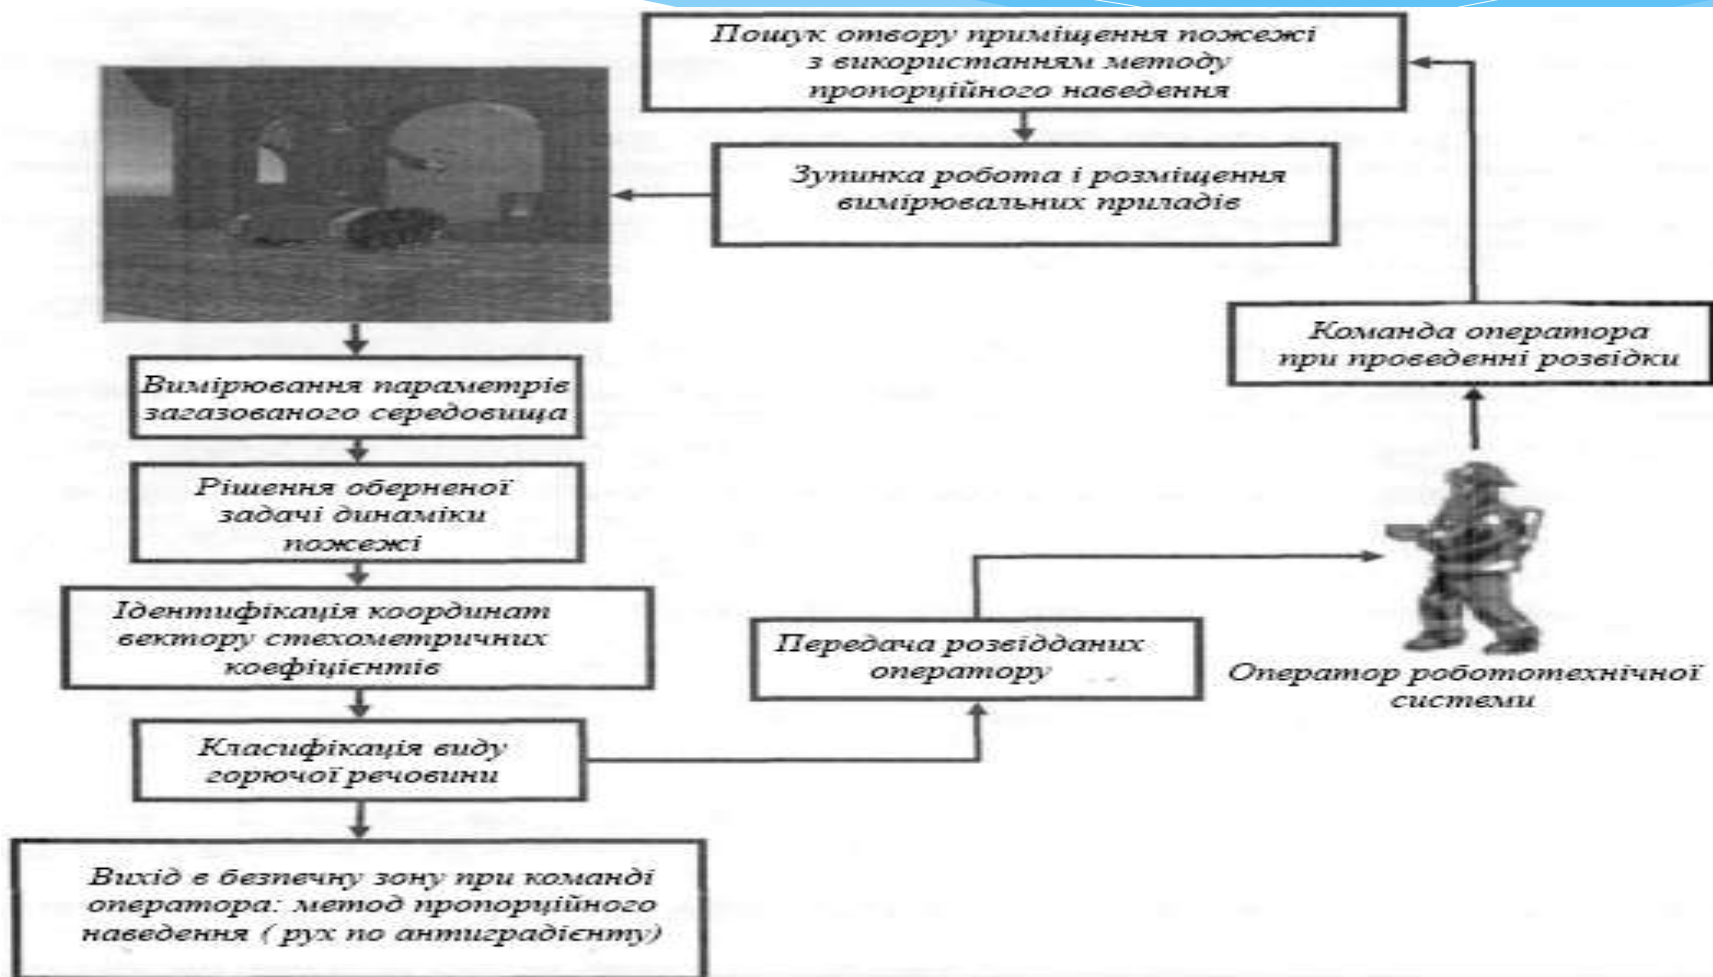 Пошук отвору приміщення пожежі
з використанням методу
пропорційного наведення
Зупинка робота і розміщення
вимірювальних приладів
Команда оператора
при проведенні розвідки
Вимірювання параметрів
загазованого середовища
Рішення оберненої
задачі динаміки
пожежі
Ідентифікація координат
вектору стехометричних
коефіцієнтів
Передача розвідданих
оператору
Оператор робототехнічної
системи
Класифікація виду
горючої речовини
Вихід в безпечну зону при команді
оператора: метод пропорційного
наведення ( рух по антиградієнту)